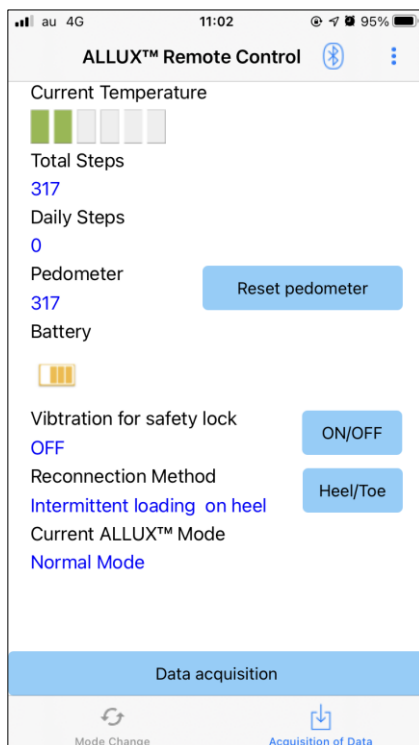 au 4G 11:02 95%
ALLUX™ Remote Control
Current Temperature
Total Steps
317
Daily Steps
0
Pedometer
317
Reset pedometer
Battery
Vibtration for safety lock
OFF
ON/OFF
Reconnection Method
Intermittent loading on heel
Heel/Toe
Current ALLUX™ Mode
Normal Mode
Data acquisition
Mode Change
Acquisition of Data